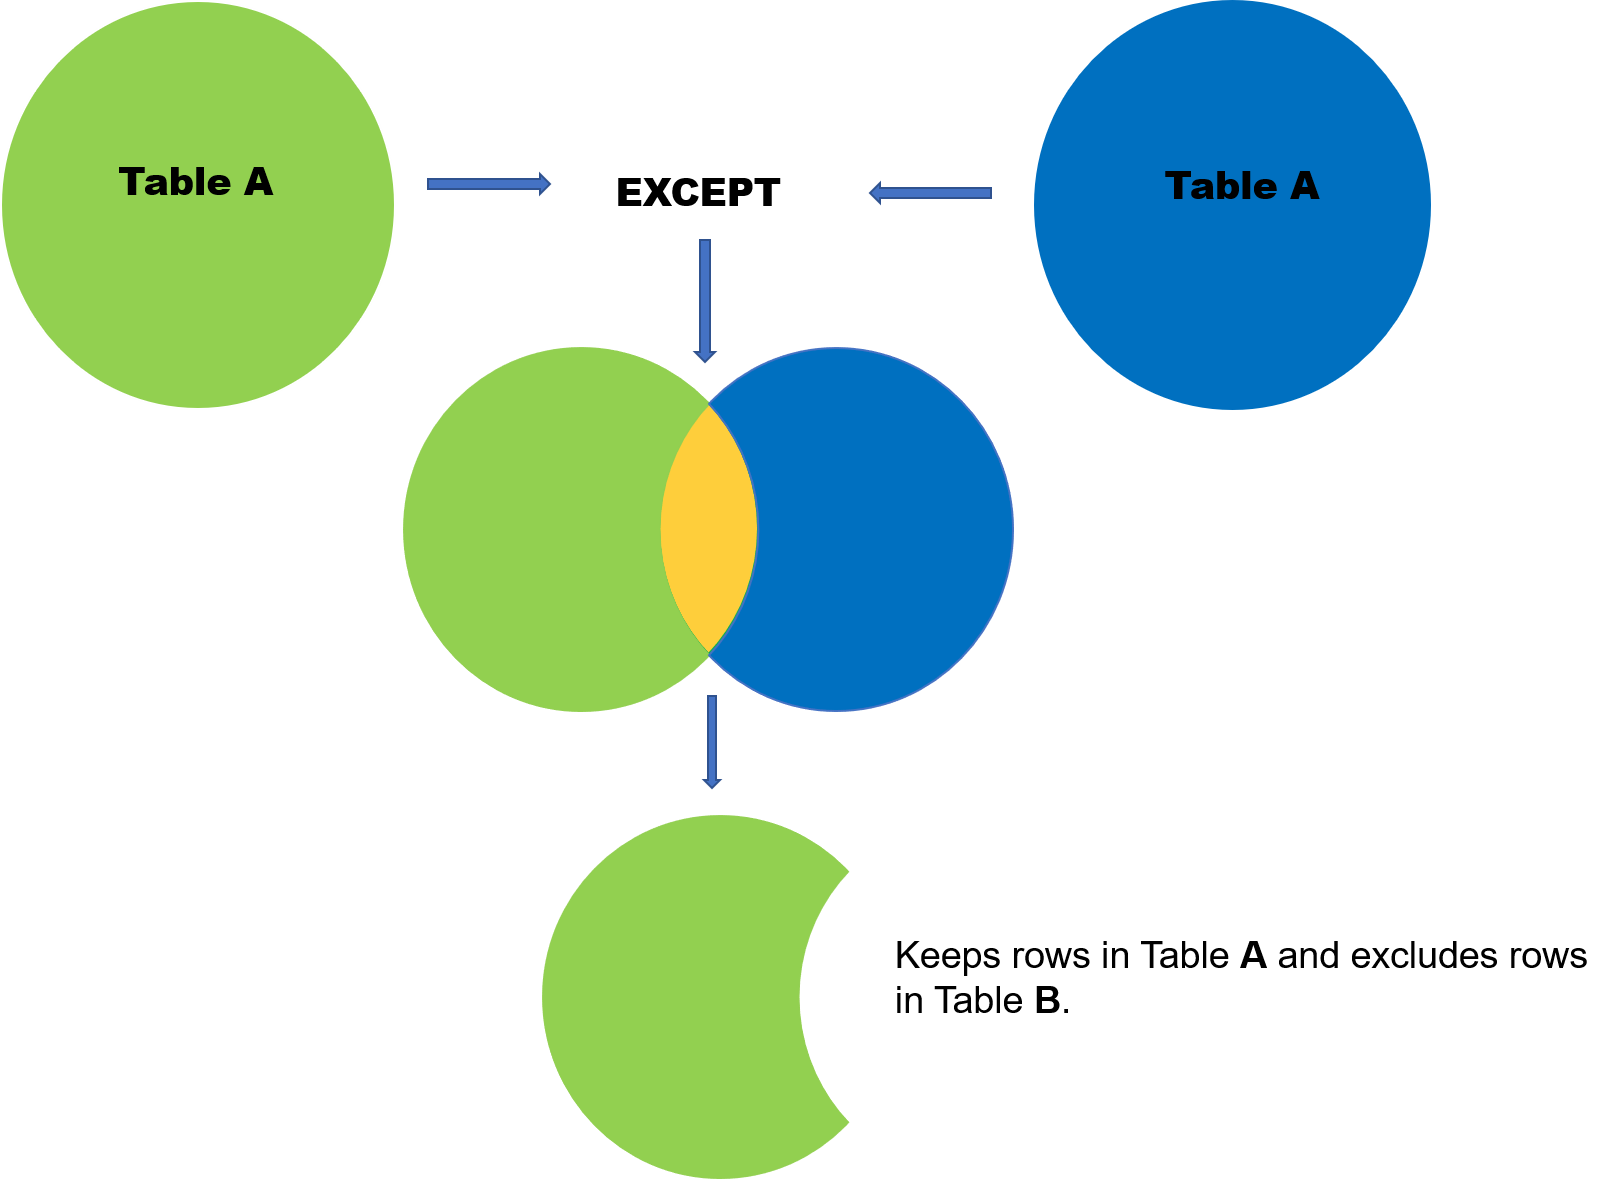 Table A
EXCEPT
Table A
Keeps rows in Table A and excludes rows
in Table B.